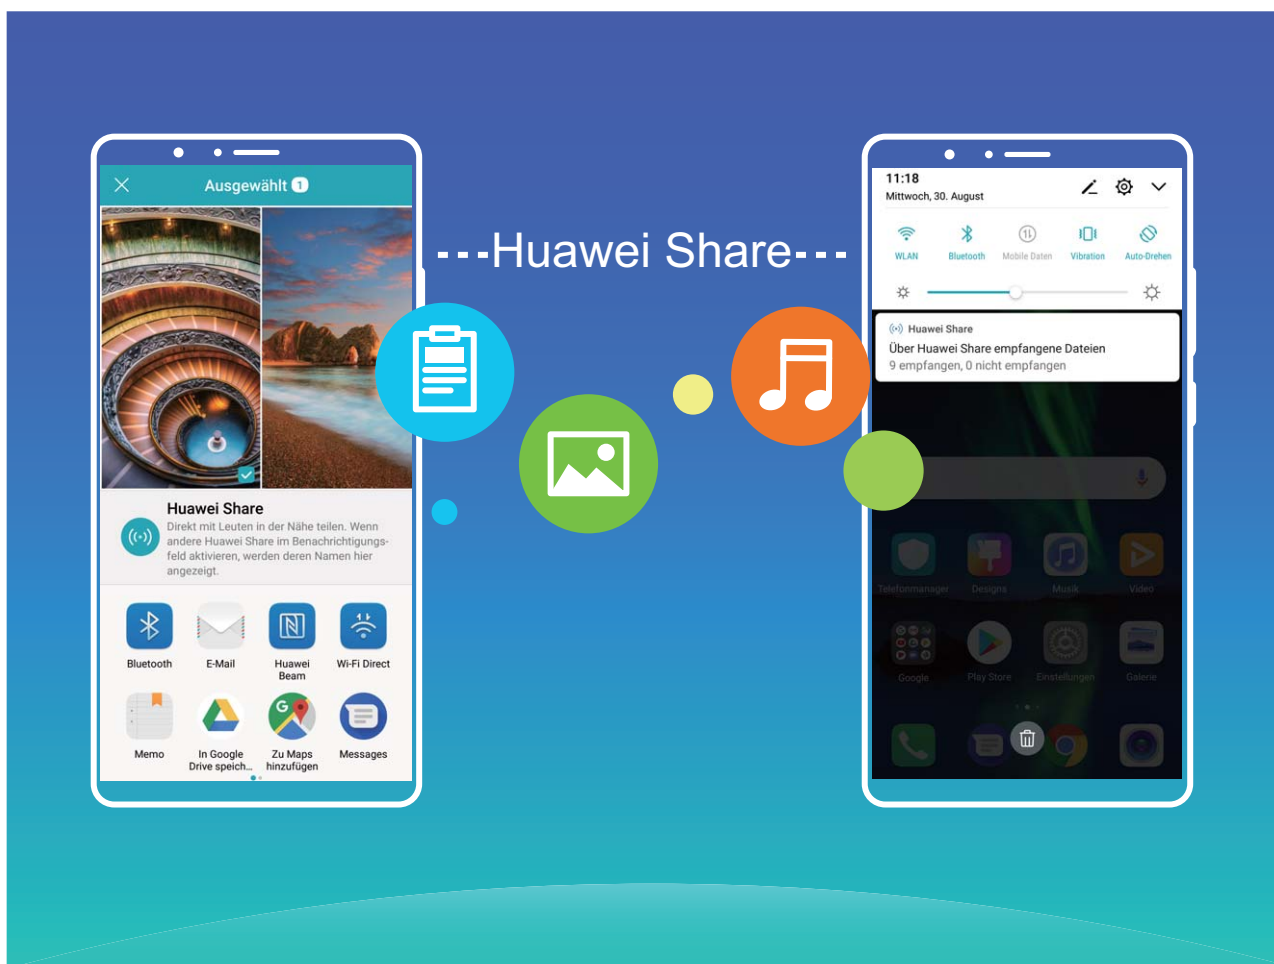 Ausgewählt 1
Huawei Share
Direkt mit Leuten in der Nähe teilen. Wenn
andere Huawei Share im Benachrichtigungs-
feld aktivieren, werden deren Namen hier
angezeigt.
Bluetooth
E-Mail
Huawei
Beam
Wi-Fi Direct
Memo
In Google
Drive speich...
Zu Maps
hinzufügen
Messages
---Huawei Share---
11:18
Mittwoch, 30. August
WLAN
Bluetooth
Mobile Daten
Vibration
Auto-Drehen
Huawei Share
Über Huawei Share empfangene Dateien
9 empfangen, 0 nicht empfangen
Telefonmanager
Designs
Musik
Video
Google
Play Store
Einstellungen
Galerie